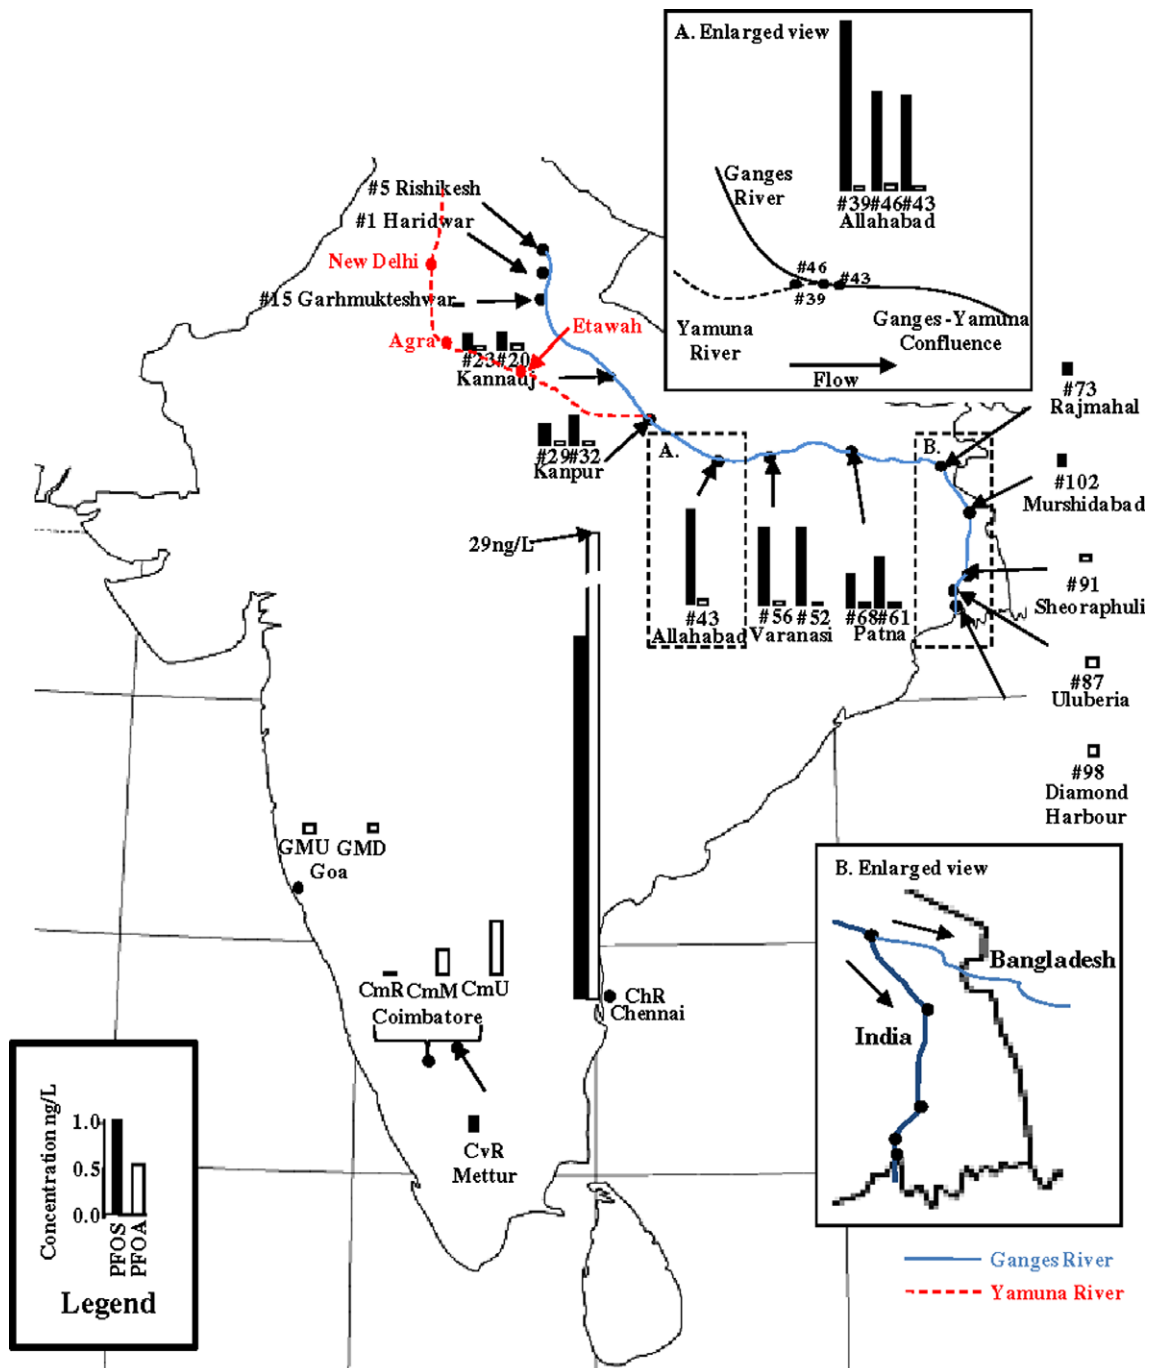 A. Enlarged view
#39 #46 #43
Allahabad
Ganges
River
#46
#43
#39
Yamuna
River
Ganges-Yamuna
Confluence
Flow
#5 Rishikesh
#1 Haridwar
New Delhi
#15 Garhmukteshwar
Etawah
Agra
#23 #20
Kannauj
#29 #32
Kanpur
A.
B.
#73
Rajmahal
#102
Murshidabad
29ng/L
#91
Sheoraphuli
#43
Allahabad
#56 #52
Varanasi
#68 #61
Patna
#87
Uluberia
#98
Diamond
Harbour
GMU GMD
Goa
CmR CmM CmU
Coimbatore
ChR
Chennai
CvR
Mettur
B. Enlarged view
Bangladesh
India
Concentration ng/L
1.0
0.5
0.0
PFOS
PFOA
Legend
Ganges River
Yamuna River